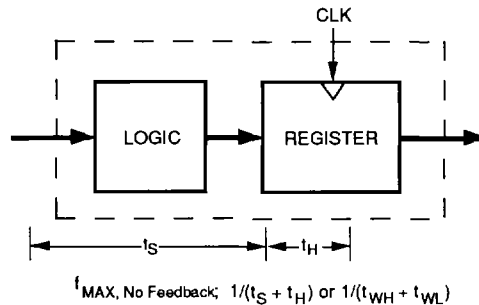 CLK
LOGIC
REGISTER
tS
tH
fMAX, No Feedback; 1/(tS + tH) or 1/(tWH + tWL)